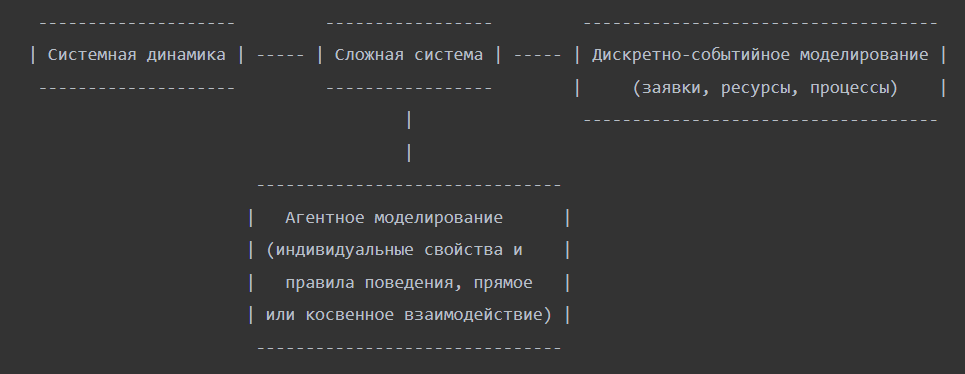 Системная динамика ----- Сложная система ----- Дискретно-событийное моделирование
(заявки, ресурсы, процессы)
Агентное моделирование
(индивидуальные свойства и
правила поведения, прямое
или косвенное взаимодействие)